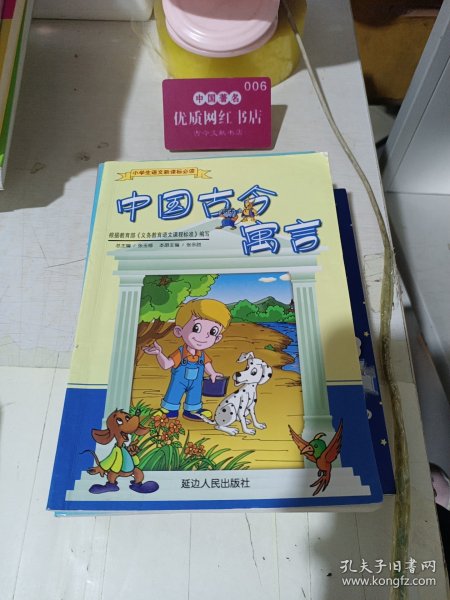 006
中国著名
优质网红书店
小学生语文新课标必读
中国古今
寓言
根据教育部《义务教育语文课程标准》编写
延边人民出版社
孔夫子旧书网
www.kongfz.com